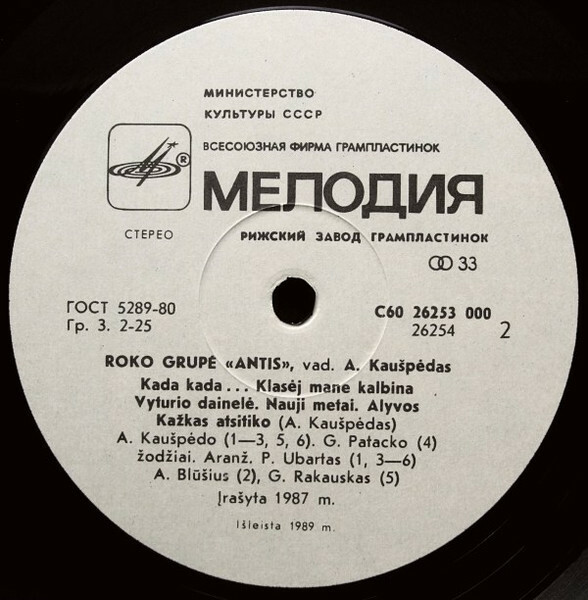 МИНИСТЕРСТВО
КУЛЬТУРЫ СССР
ВСЕСОЮЗНАЯ ФИРМА ГРАМПЛАСТИНОК
®
МЕЛОДИЯ
СТЕРЕО
РИЖСКИЙ ЗАВОД ГРАМПЛАСТИНОК
33
ГОСТ 5289-80
Гр. 3. 2-25
С60 26253 000
26254
2
ROKO GRUPĖ «ANTIS», vad. A. Kaušpėdas
Kada kada... Klasėj mane kalbina
Vyturio dainelė. Nauji metai. Alyvos
Kažkas atsitiko (A. Kaušpėdas)
A. Kaušpėdo (1—3, 5, 6). G. Patacko (4)
žodžiai. Aranž. P. Ubartas (1, 3—6)
A. Blūšius (2), G. Rakauskas (5)
Įrašyta 1987 m.
Išleista 1989 m.